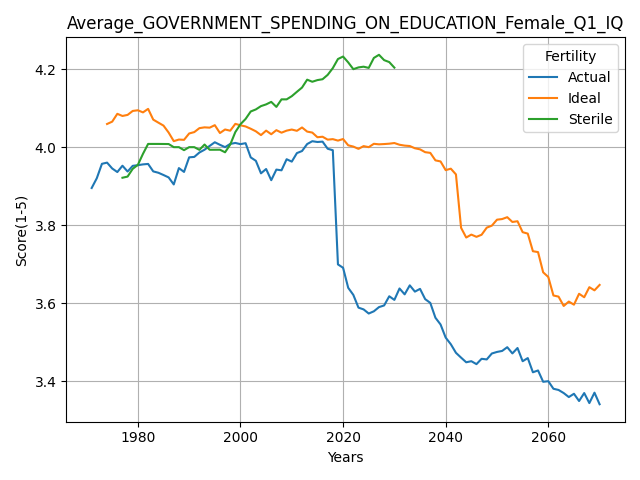 Average_GOVERNMENT_SPENDING_ON_EDUCATION_Female_Q1_IQ
Fertility
Actual
Ideal
Sterile
Score(1-5)
4.2
4.0
3.8
3.6
3.4
1980 2000 2020 2040 2060
Years